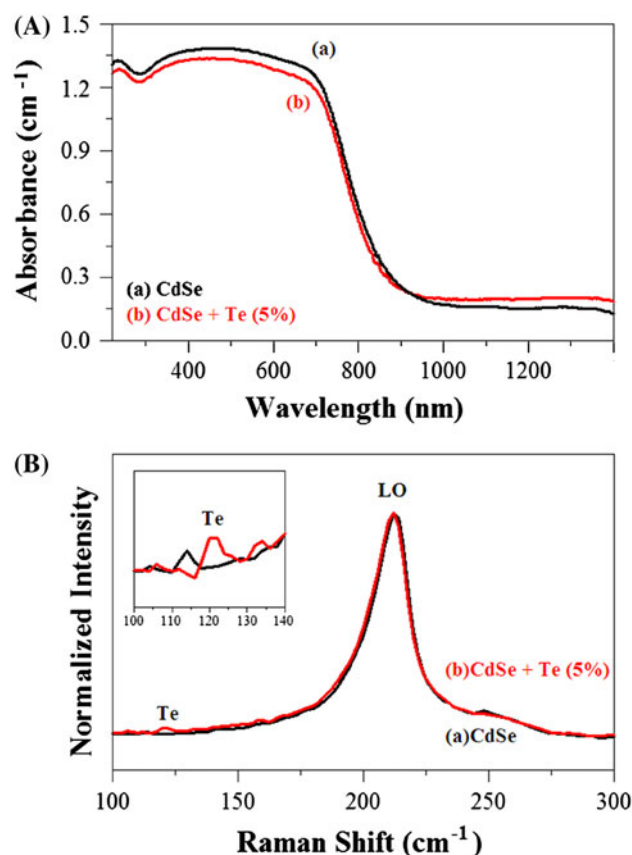 (A)
Absorbance (cm⁻¹)
1.5
1.2
0.9
0.6
0.3
0.0
(a)
(b)
(a) CdSe
(b) CdSe + Te (5%)
400 600 800 1000 1200
Wavelength (nm)
(B)
Normalized Intensity
Te
100 110 120 130 140
LO
Te
(b)CdSe + Te (5%)
(a)CdSe
100 150 200 250 300
Raman Shift (cm⁻¹)